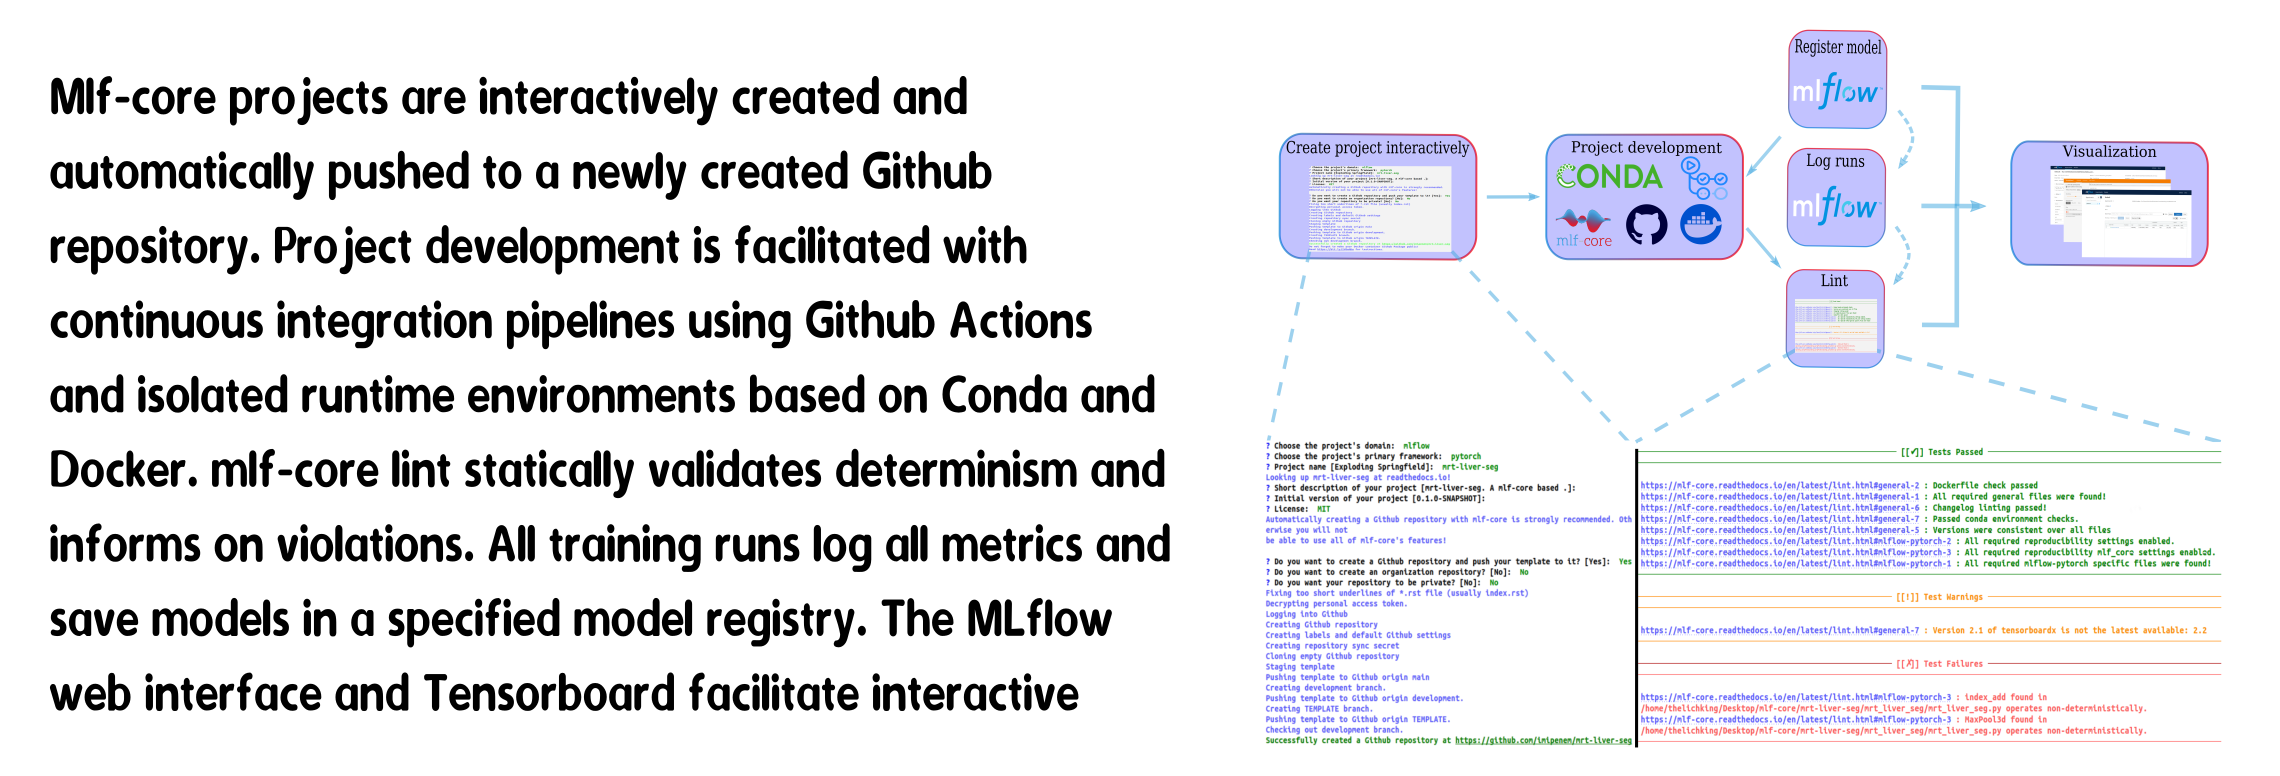 Mlf-core projects are interactively created and
automatically pushed to a newly created Github
repository. Project development is facilitated with
continuous integration pipelines using Github Actions
and isolated runtime environments based on Conda and
Docker. mlf-core lint statically validates determinism and
informs on violations. All training runs log all metrics and
save models in a specified model registry. The MLflow
web interface and Tensorboard facilitate interactive
Create project interactively
Project development
CONDA
mlf core
Register model
mlflow
Log runs
mlflow
Lint
Visualization
? Choose the project's domain: mlflow
? Choose the project's primary framework: pytorch
? Project name [Exploding Springfield]: mrt-liver-seg
Looking up mrt-liver-seg at readthedocs.io!
? Short description of your project [mrt-liver-seg. A mlf-core based .]:
? Initial version of your project [0.1.0-SNAPSHOT]:
? License: MIT
Automatically creating a Github repository with mlf-core is strongly recommended. Oth
erwise you will not
be able to use all of mlf-core's features!
? Do you want to create a Github repository and push your template to it? [Yes]: Yes
? Do you want to create an organization repository? [No]: No
? Do you want your repository to be private? [No]: No
Fixing too short underlines of *.rst file (usually index.rst)
Decrypting personal access token.
Logging into Github
Creating Github repository
Creating labels and default Github settings
Creating repository sync secret
Cloning empty Github repository
Staging template
Pushing template to Github origin main
Creating development branch.
Pushing template to Github origin development.
Creating TEMPLATE branch.
Pushing template to Github origin TEMPLATE.
Checking out development branch.
Successfully created a Github repository at https://github.com/imipenem/mrt-liver-seg
[[✔]] Tests Passed
https://mlf-core.readthedocs.io/en/latest/lint.html#general-2 : Dockerfile check passed
https://mlf-core.readthedocs.io/en/latest/lint.html#general-1 : All required general files were found!
https://mlf-core.readthedocs.io/en/latest/lint.html#general-6 : Changelog linting passed!
https://mlf-core.readthedocs.io/en/latest/lint.html#general-7 : Passed conda environment checks.
https://mlf-core.readthedocs.io/en/latest/lint.html#general-5 : Versions were consistent over all files
https://mlf-core.readthedocs.io/en/latest/lint.html#mlflow-pytorch-2 : All required reproducibility settings enabled.
https://mlf-core.readthedocs.io/en/latest/lint.html#mlflow-pytorch-3 : All required reproducibility mlf_core settings enabled.
https://mlf-core.readthedocs.io/en/latest/lint.html#mlflow-pytorch-1 : All required mlflow-pytorch specific files were found!
[[!]] Test Warnings
https://mlf-core.readthedocs.io/en/latest/lint.html#general-7 : Version 2.1 of tensorboardx is not the latest available: 2.2
[[✗]] Test Failures
https://mlf-core.readthedocs.io/en/latest/lint.html#mlflow-pytorch-3 : index_add found in
/home/thelichking/Desktop/mlf-core/mrt-liver-seg/mrt_liver_seg/mrt_liver_seg.py operates non-deterministically.
https://mlf-core.readthedocs.io/en/latest/lint.html#mlflow-pytorch-3 : MaxPool3d found in
/home/thelichking/Desktop/mlf-core/mrt-liver-seg/mrt_liver_seg/mrt_liver_seg.py operates non-deterministically.